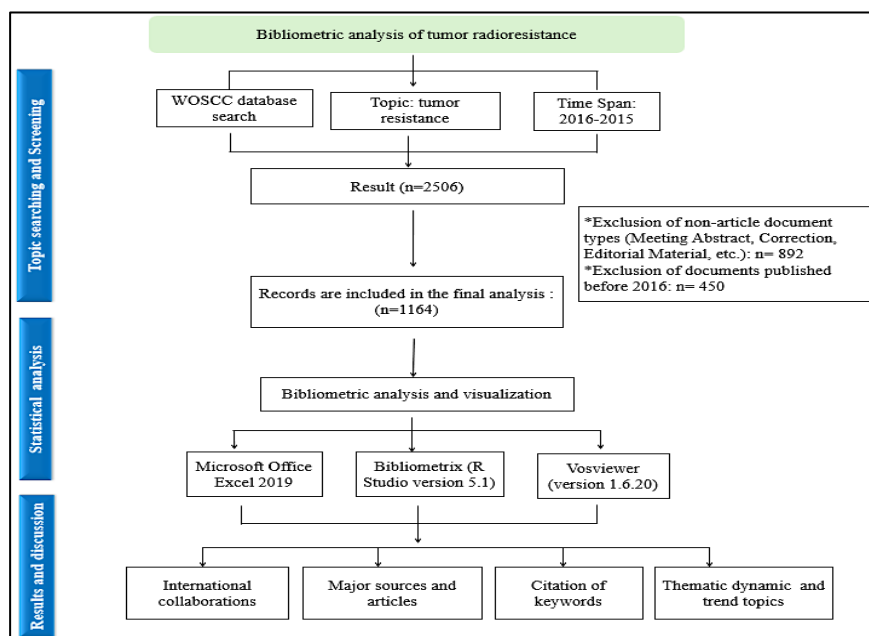 Bibliometric analysis of tumor radioresistance
Topic searching and Screening
WOSCC database
search
Topic: tumor
resistance
Time Span:
2016-2015
Result (n=2506)
*Exclusion of non-article document
types (Meeting Abstract, Correction,
Editorial Material, etc.): n= 892
*Exclusion of documents published
before 2016: n= 450
Records are included in the final analysis :
(n=1164)
Statistical analysis
Bibliometric analysis and visualization
Microsoft Office
Excel 2019
Bibliometrix (R
Studio version 5.1)
Vosviewer
(version 1.6.20)
Results and discussion
International
collaborations
Major sources and
articles
Citation of
keywords
Thematic dynamic and
trend topics